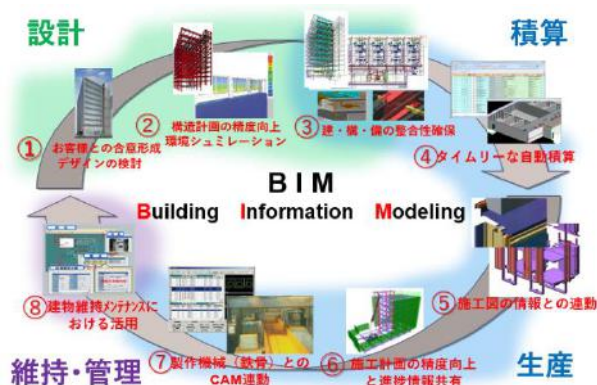 設計
積算
① お客様との合意形成
デザインの検討
② 構造計画の精度向上
環境シュミレーション
③ 建・構・備の整合性確保
④ タイムリーな自動積算
BIM
Building Information Modeling
⑤ 施工図の情報との連動
⑧ 建物維持メンテナンスに
おける活用
⑦ 製作機械（鉄骨）との
CAM連動
⑥ 施工計画の精度向上
と進捗情報共有
維持・管理
生産